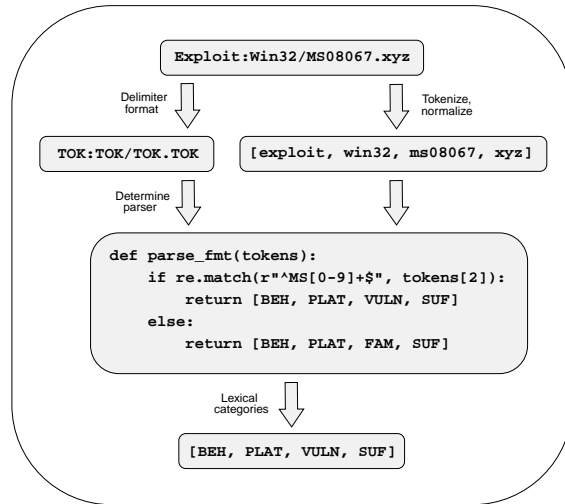 Exploit:Win32/MS08067.xyz
Delimiter
format
Tokenize,
normalize
TOK:TOK/TOK.TOK
[exploit, win32, ms08067, xyz]
Determine
parser
def parse_fmt(tokens):
    if re.match(r"^MS[0-9]+$", tokens[2]):
        return [BEH, PLAT, VULN, SUF]
    else:
        return [BEH, PLAT, FAM, SUF]
Lexical
categories
[BEH, PLAT, VULN, SUF]